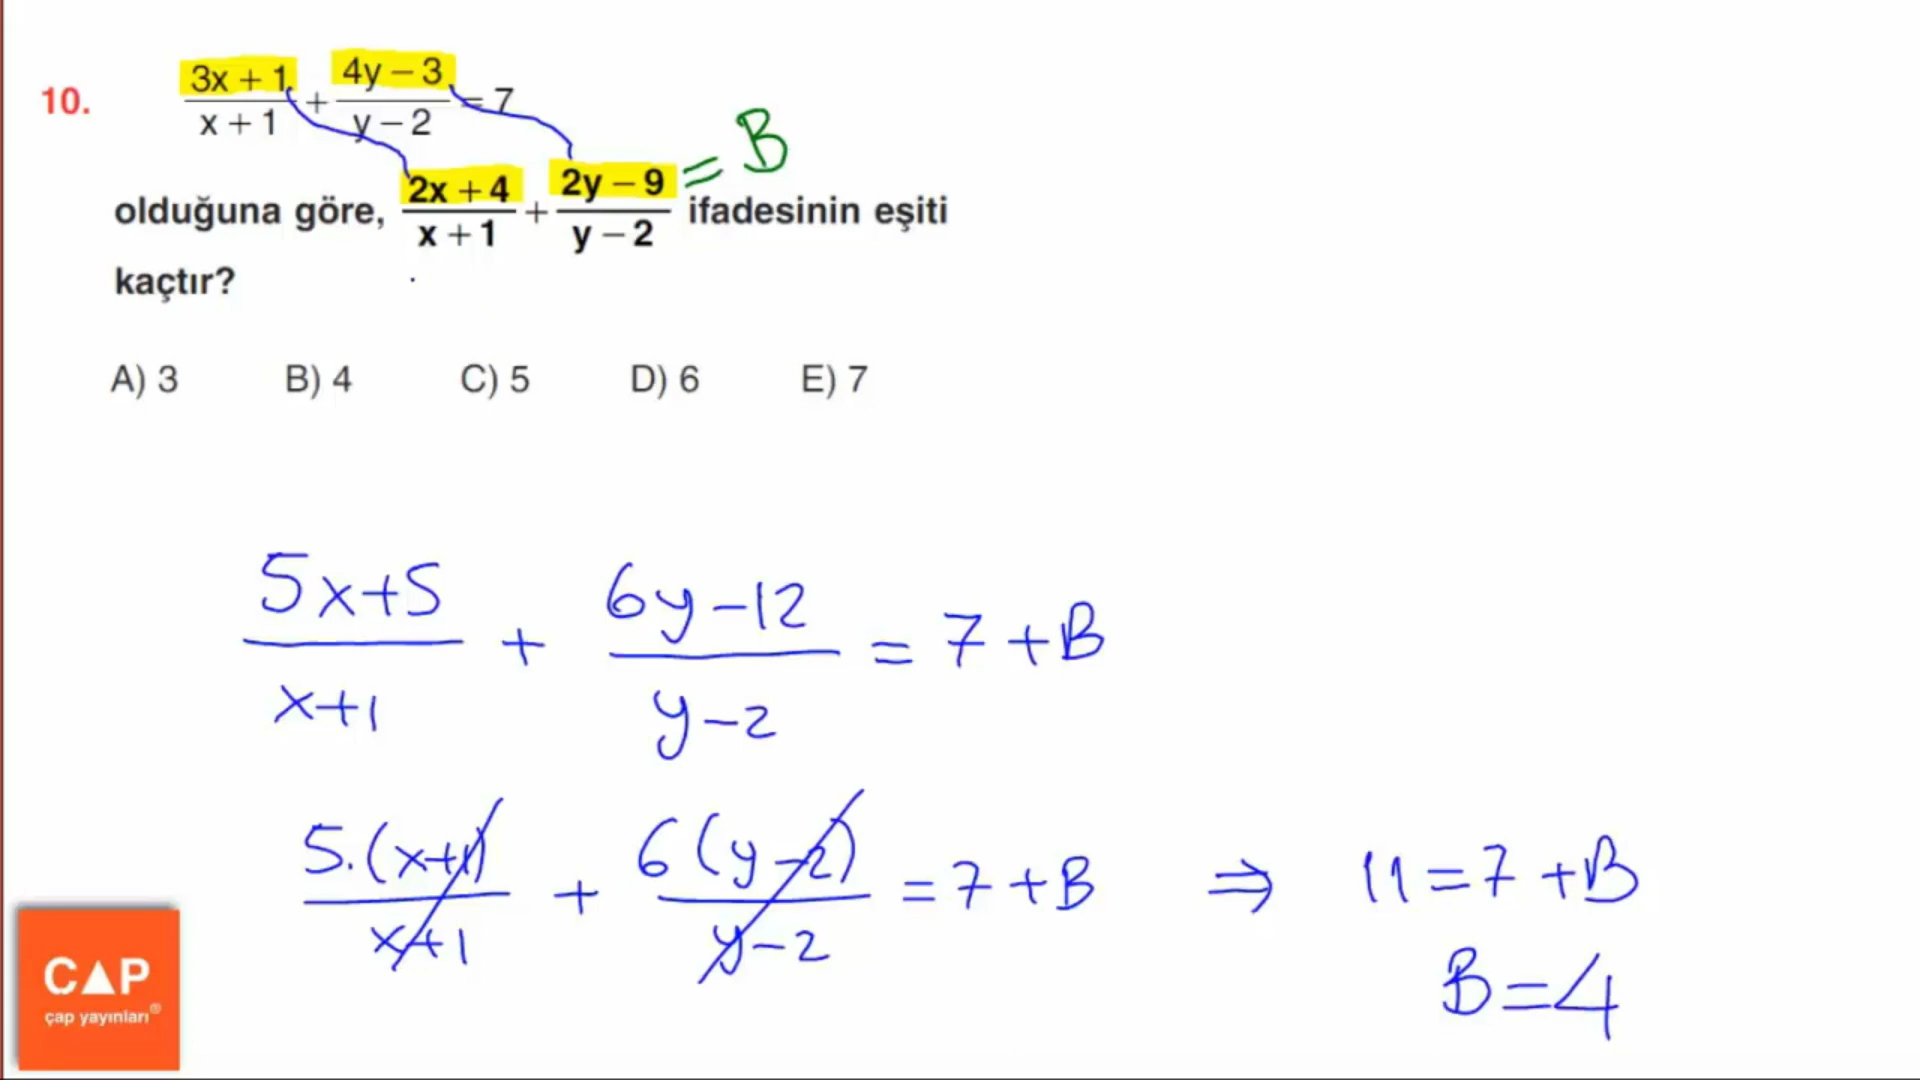 10. (3x + 1)/(x + 1) + (4y − 3)/(y − 2) = 7
olduğuna göre, (2x + 4)/(x + 1) + (2y − 9)/(y − 2) = B ifadesinin eşiti
kaçtır?
A) 3 B) 4 C) 5 D) 6 E) 7
(5x+5)/(x+1) + (6y−12)/(y−2) = 7+B
5.(x+1)/(x+1) + 6(y−2)/(y−2) = 7+B ⇒ 11=7+B
B=4
CAP
çap yayınları®